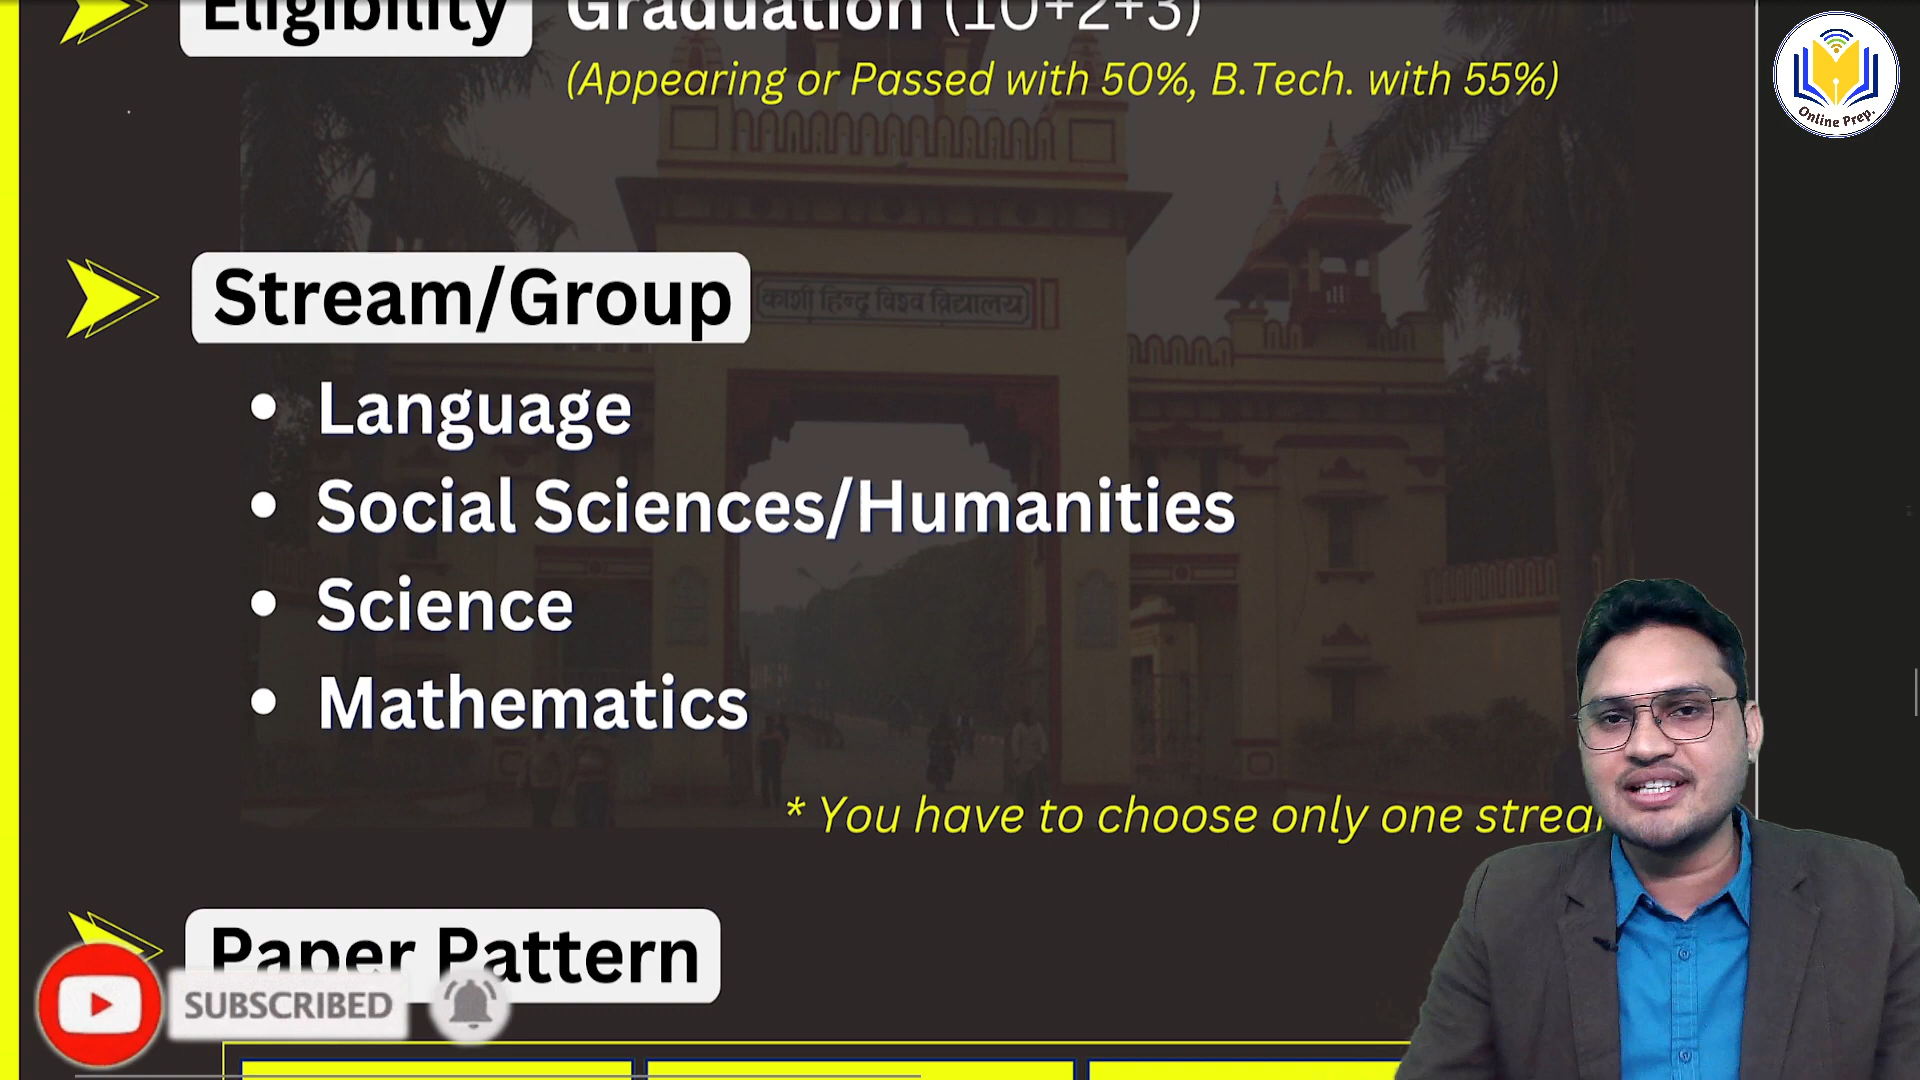 Eligibility Graduation (10+2+3)
(Appearing or Passed with 50%, B.Tech. with 55%)
Online Prep.
Stream/Group
काशी हिन्दू विश्व विद्यालय
• Language
• Social Sciences/Humanities
• Science
• Mathematics
* You have to choose only one
Paper Pattern
SUBSCRIBED